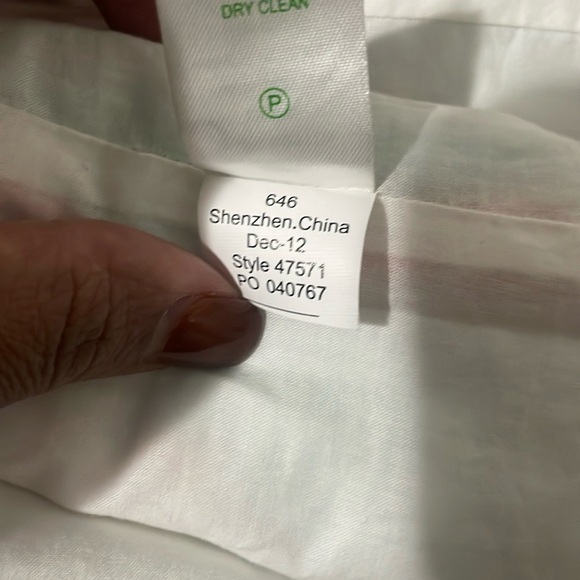 DRY CLEAN
P
646
Shenzhen.China
Dec-12
Style 47571
PO 040767